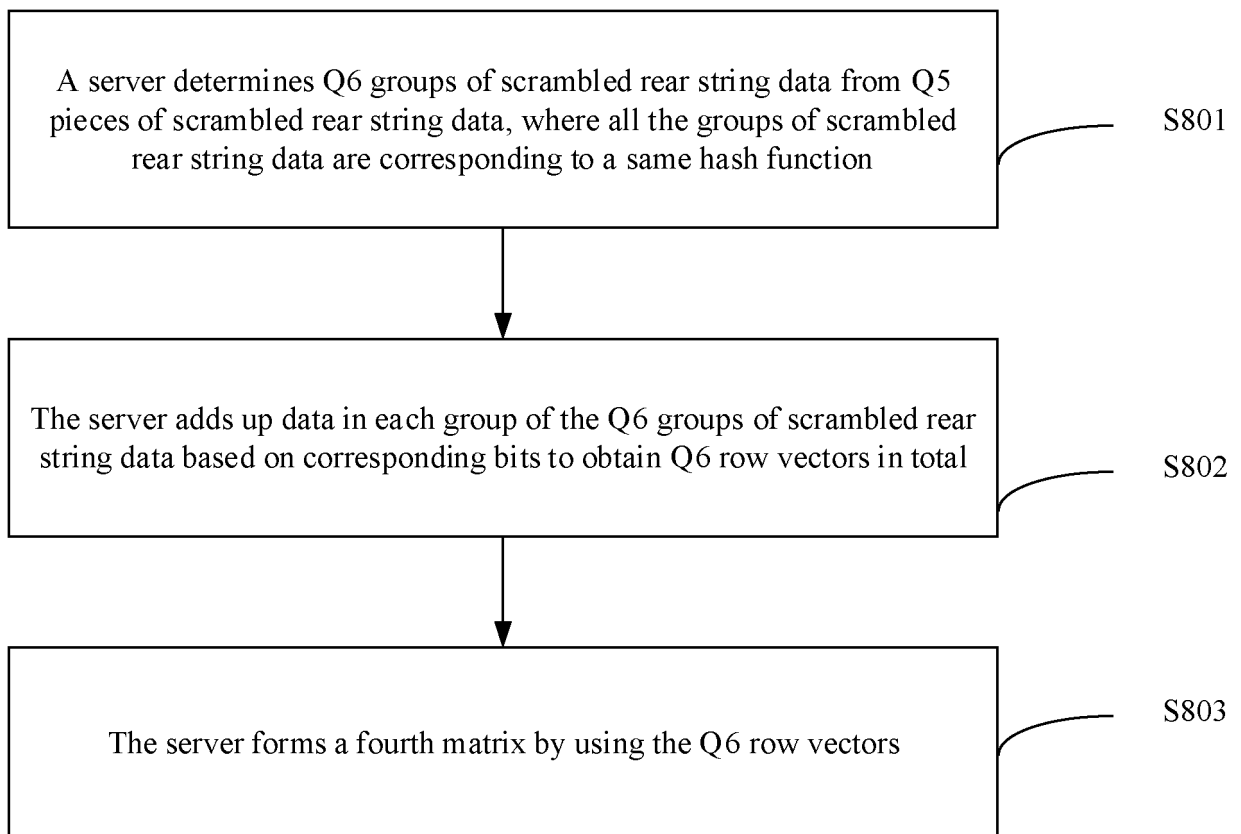 A server determines Q6 groups of scrambled rear string data from Q5
pieces of scrambled rear string data, where all the groups of scrambled
rear string data are corresponding to a same hash function
S801
The server adds up data in each group of the Q6 groups of scrambled rear
string data based on corresponding bits to obtain Q6 row vectors in total
S802
The server forms a fourth matrix by using the Q6 row vectors
S803